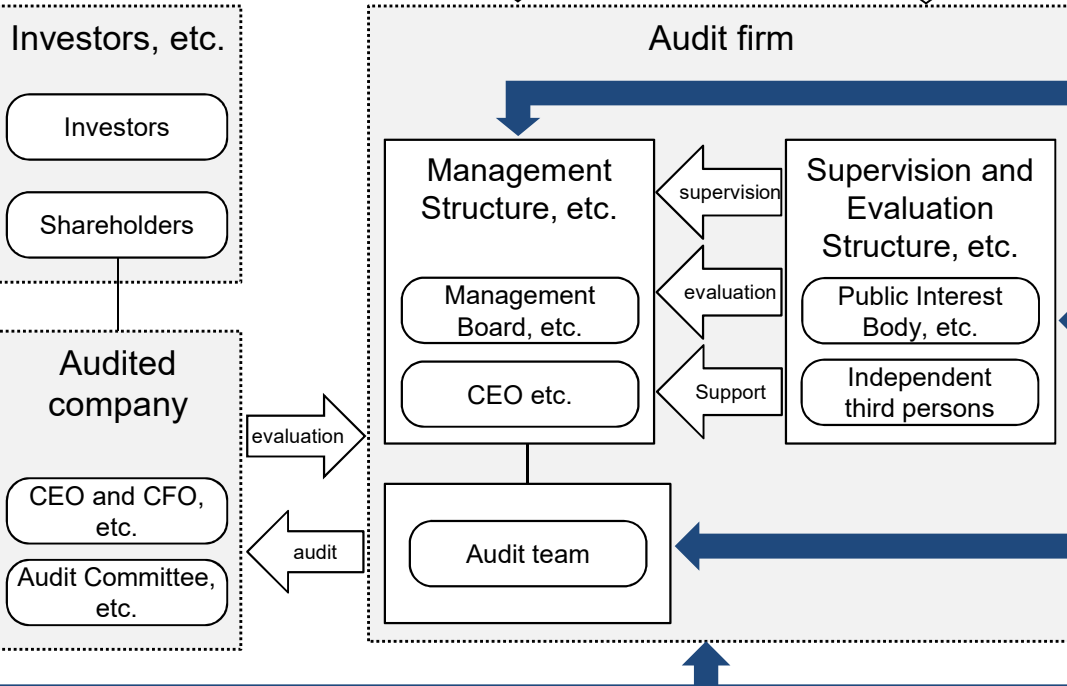 Investors, etc.
Investors
Shareholders
Audited
company
CEO and CFO,
etc.
Audit Committee,
etc.
evaluation
audit
Audit firm
Management
Structure, etc.
Management
Board, etc.
CEO etc.
supervision
evaluation
Support
Supervision and
Evaluation
Structure, etc.
Public Interest
Body, etc.
Independent
third persons
Audit team